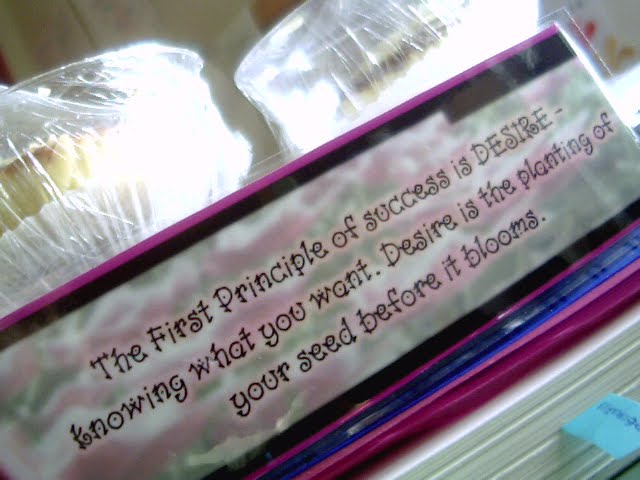 The First Principle of success is DESIRE -
knowing what you want. Desire is the planting of
your seed before it blooms.